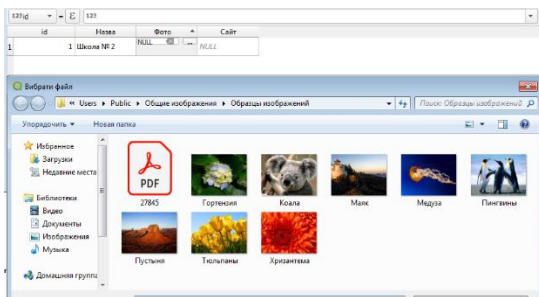 123 id = ε 123
id Назва Фото Сайт
1 1 Школа № 2 NULL ... NULL
Вибрати файл
« Users ▸ Public ▸ Общие изображения ▸ Образцы изображений Поиск: Образцы изображений
Упорядочить Новая папка
Избранное
Загрузки
Недавние места
Библиотеки
Видео
Документы
Изображения
Музыка
Домашняя группа
PDF
27845 Гортензия Коала Маяк Медуза Пингвины
Пустыня Тюльпаны Хризантема